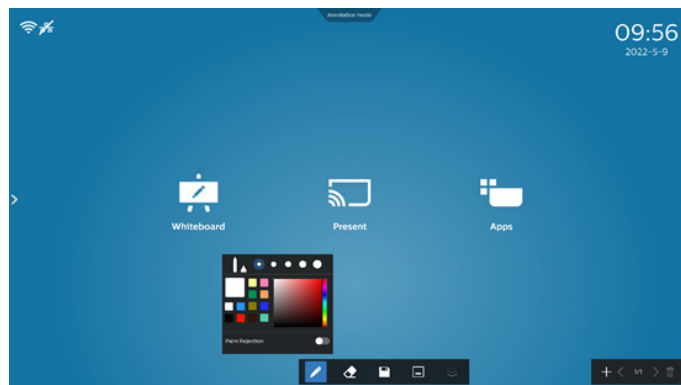 Annotation mode
09:56
2022-5-9
Whiteboard
Present
Apps
Palm Rejection
1/1